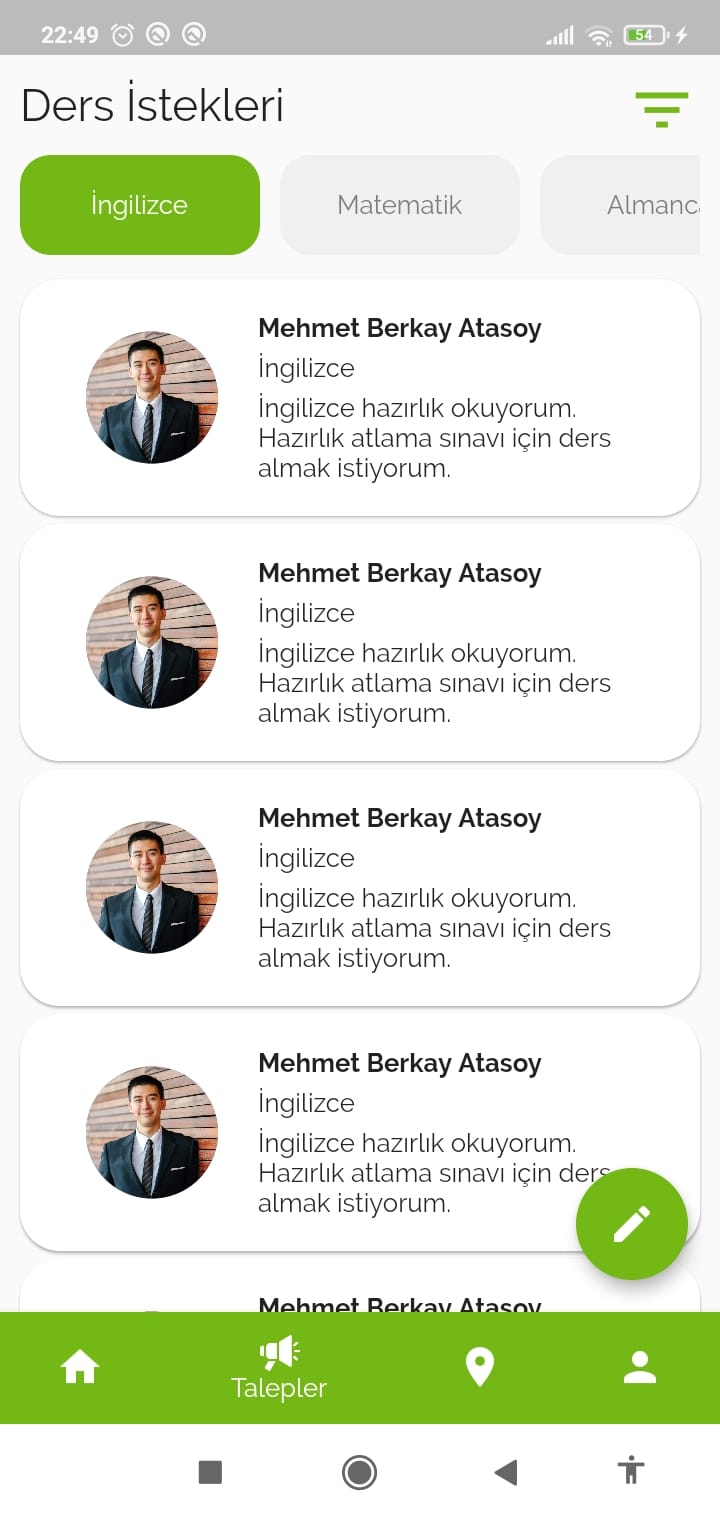 22:49
54
Ders İstekleri
İngilizce
Matematik
Almanc
Mehmet Berkay Atasoy
İngilizce
İngilizce hazırlık okuyorum.
Hazırlık atlama sınavı için ders
almak istiyorum.
Mehmet Berkay Atasoy
İngilizce
İngilizce hazırlık okuyorum.
Hazırlık atlama sınavı için ders
almak istiyorum.
Mehmet Berkay Atasoy
İngilizce
İngilizce hazırlık okuyorum.
Hazırlık atlama sınavı için ders
almak istiyorum.
Mehmet Berkay Atasoy
İngilizce
İngilizce hazırlık okuyorum.
Hazırlık atlama sınavı için ders
almak istiyorum.
Mehmet Berkay Atasoy
Talepler